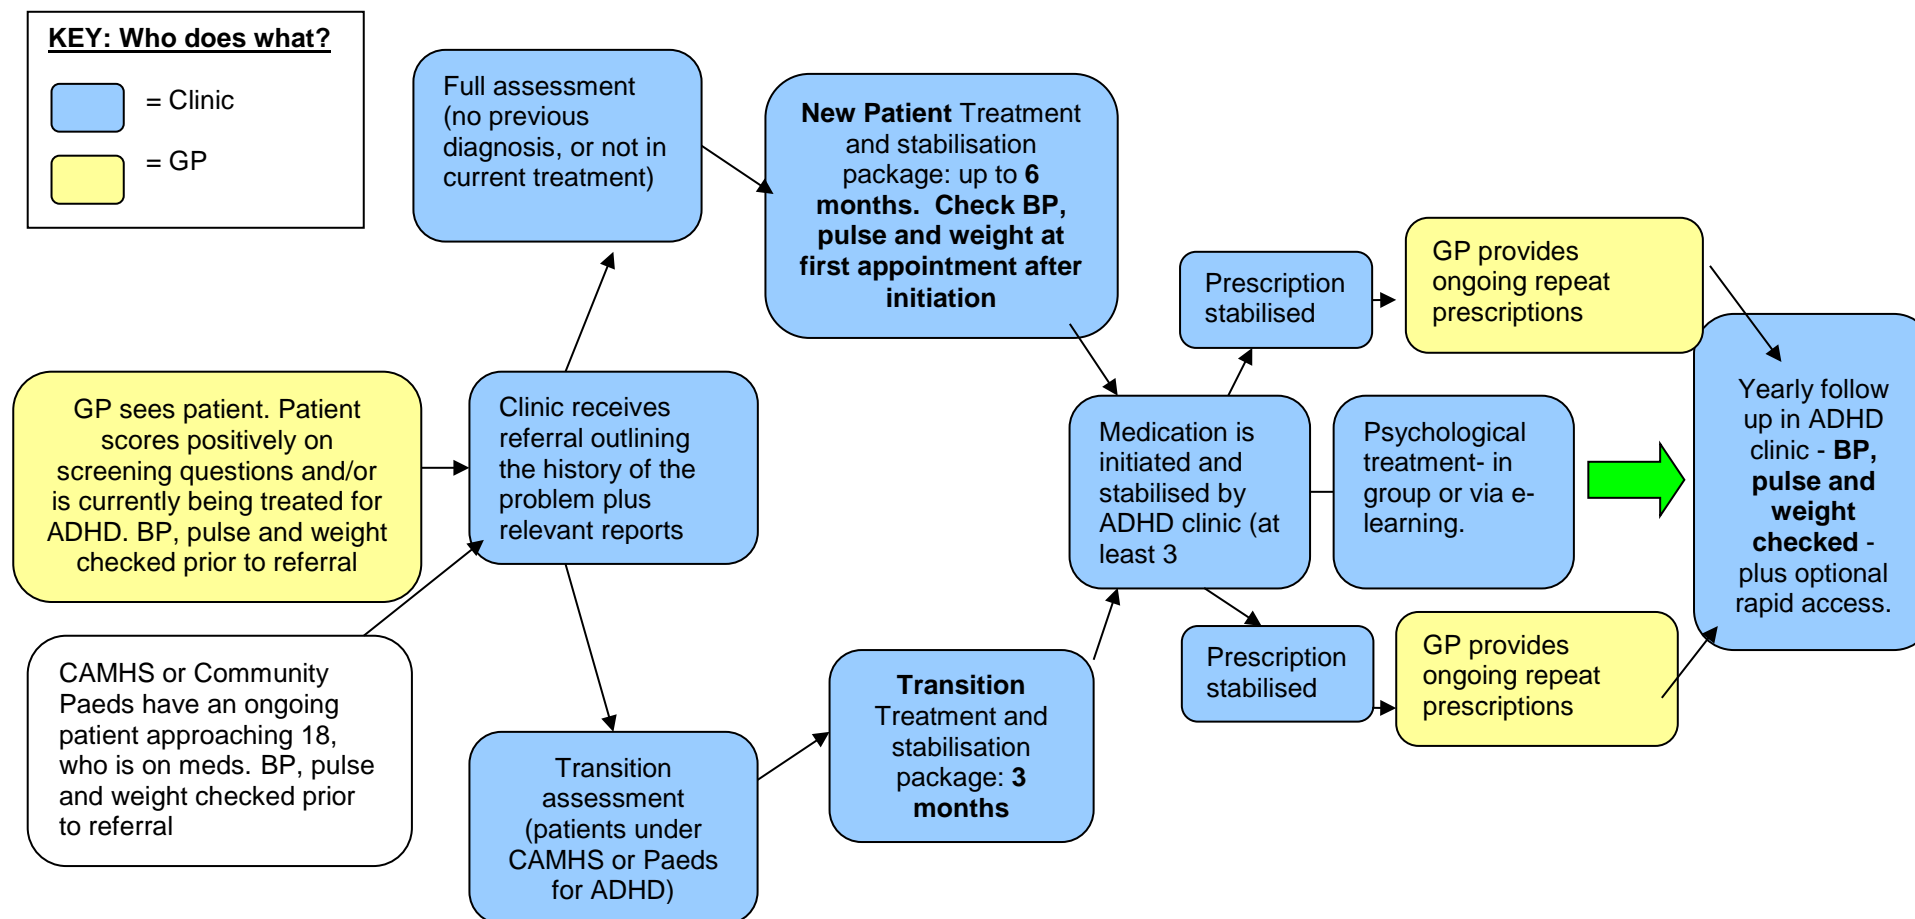 KEY: Who does what?
= Clinic
= GP
Full assessment
(no previous
diagnosis, or not in
current treatment)
New Patient Treatment
and stabilisation
package: up to 6
months.  Check BP,
pulse and weight at
first appointment after
initiation
Prescription
stabilised
GP provides
ongoing repeat
prescriptions
GP sees patient. Patient
scores positively on
screening questions and/or
is currently being treated for
ADHD. BP, pulse and weight
checked prior to referral
Clinic receives
referral outlining
the history of the
problem plus
relevant reports
Medication is
initiated and
stabilised by
ADHD clinic (at
least 3
Psychological
treatment- in
group or via e-
learning.
Yearly follow
up in ADHD
clinic - BP,
pulse and
weight
checked -
plus optional
rapid access.
CAMHS or Community
Paeds have an ongoing
patient approaching 18,
who is on meds. BP, pulse
and weight checked prior
to referral
Transition
assessment
(patients under
CAMHS or Paeds
for ADHD)
Transition
Treatment and
stabilisation
package: 3
months
Prescription
stabilised
GP provides
ongoing repeat
prescriptions